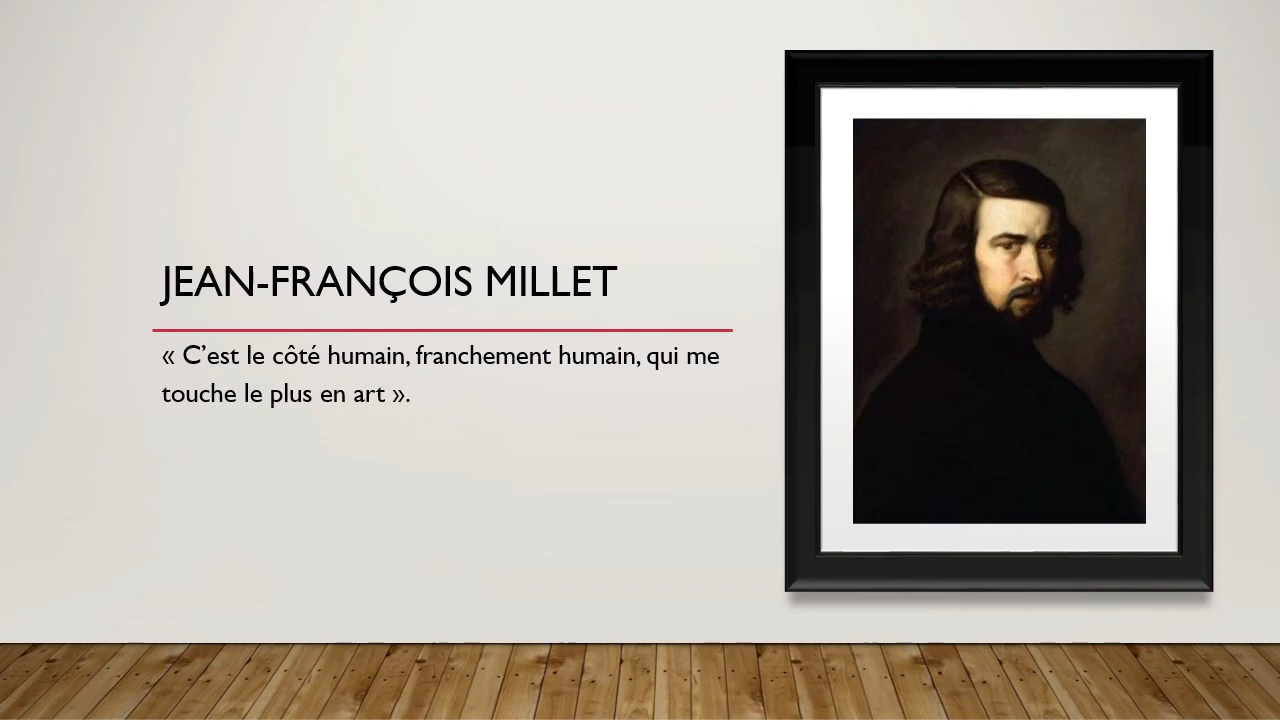 JEAN-FRANÇOIS MILLET
« C’est le côté humain, franchement humain, qui me
touche le plus en art ».